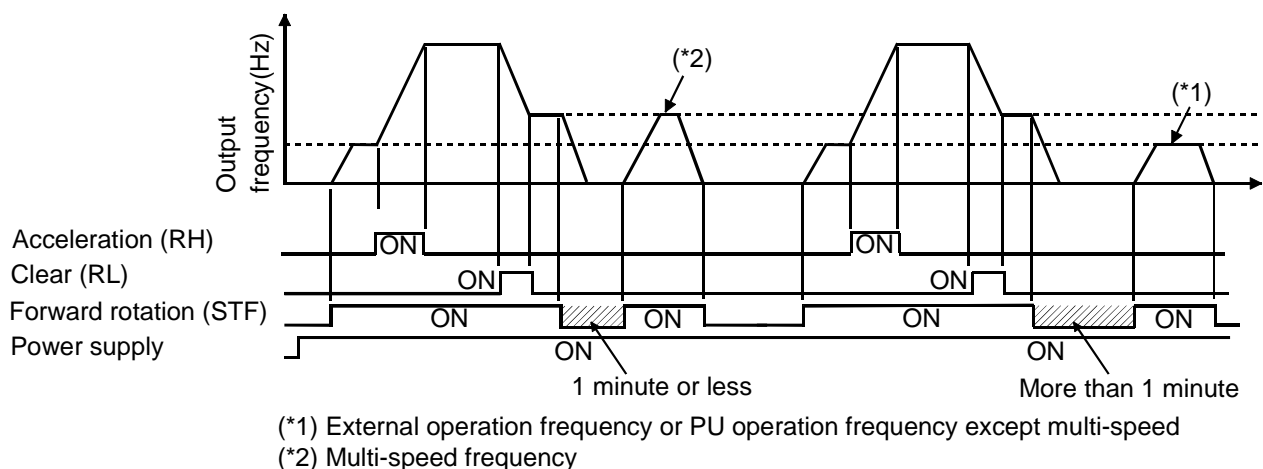 Output
frequency(Hz)
(*2)
(*1)
Acceleration (RH)
ON
ON
Clear (RL)
ON
ON
Forward rotation (STF)
ON
ON
ON
ON
Power supply
ON
ON
1 minute or less
More than 1 minute
(*1) External operation frequency or PU operation frequency except multi-speed
(*2) Multi-speed frequency